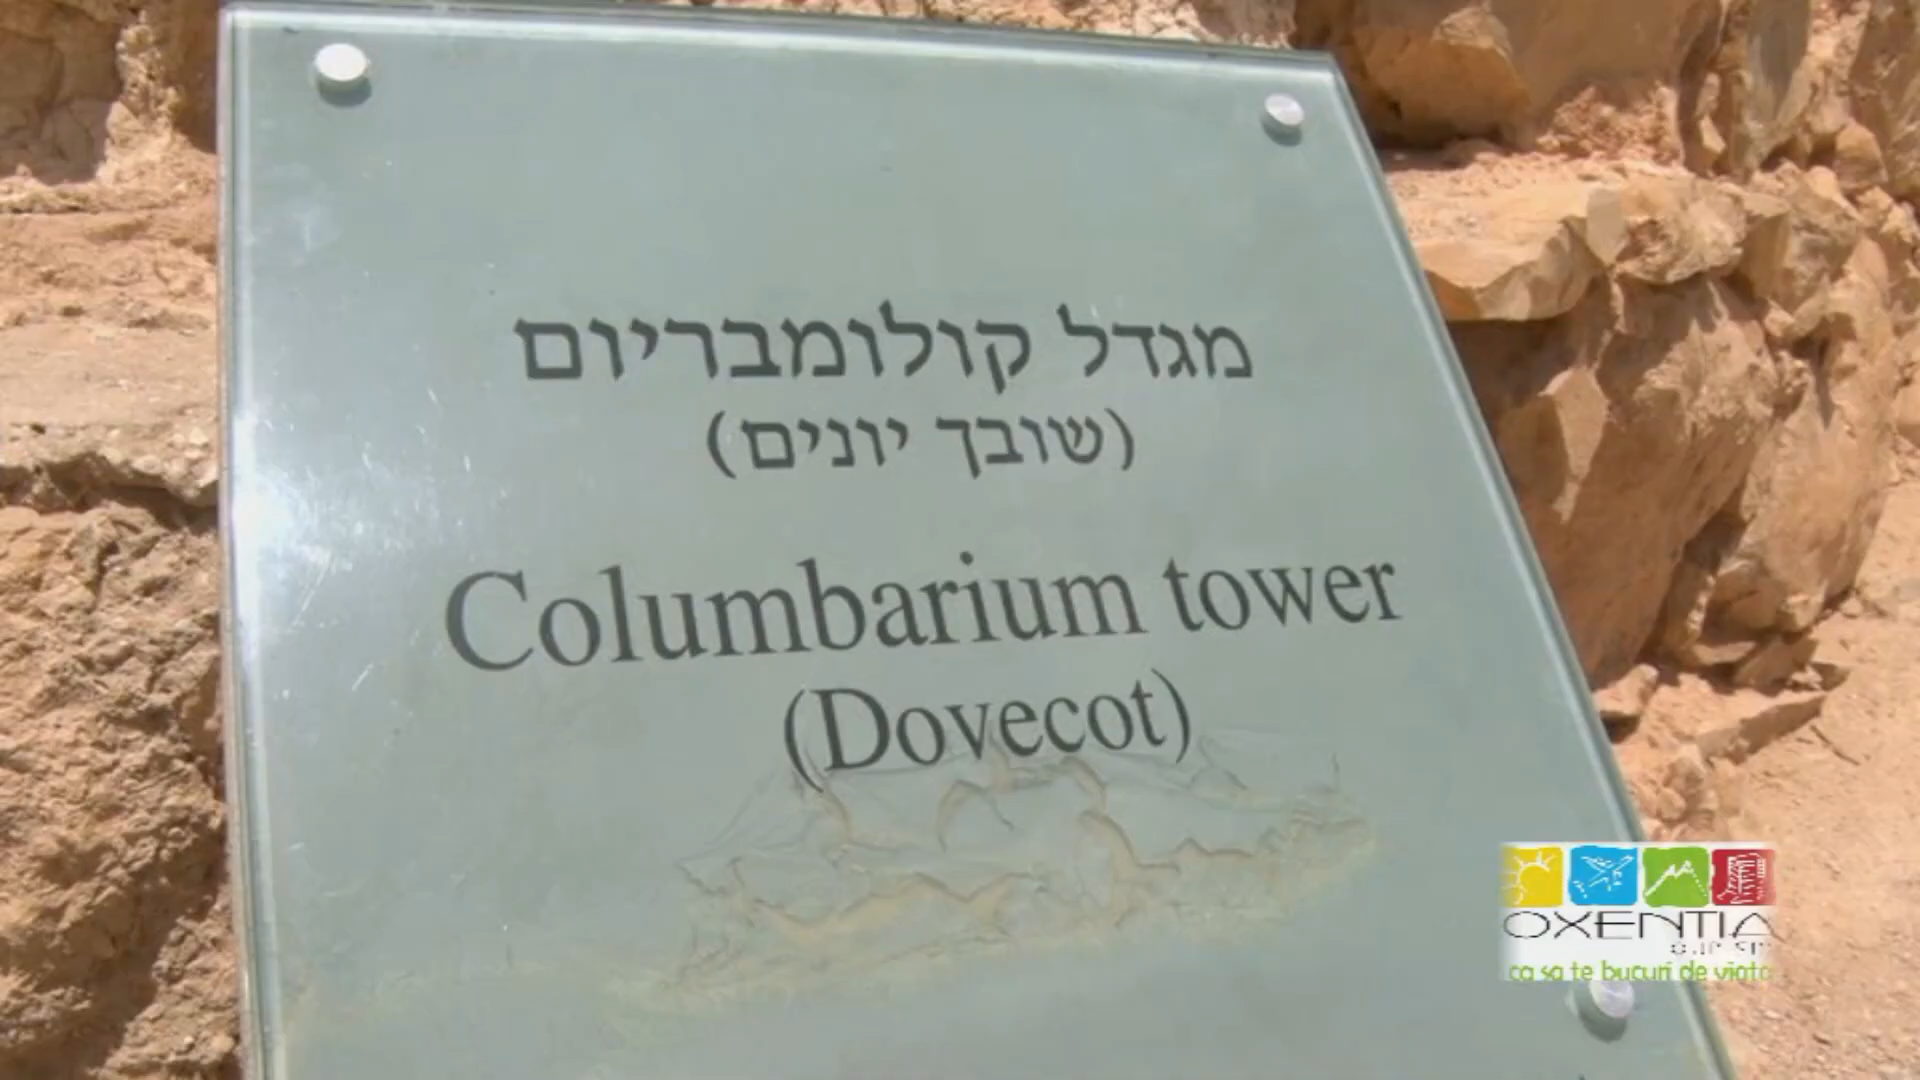 מגדל קולומבריום
(שובך יונים)
Columbarium tower
(Dovecot)
OXENTIA
ca sa te bucuri de viata